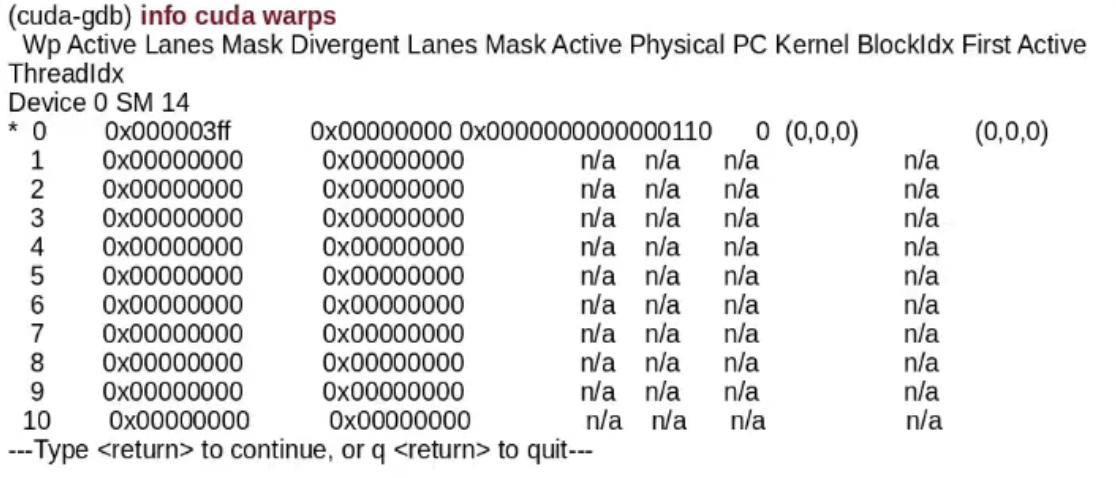 (cuda-gdb) info cuda warps
Wp Active Lanes Mask Divergent Lanes Mask Active Physical PC Kernel BlockIdx First Active
ThreadIdx
Device 0 SM 14
* 0 0x000003ff 0x00000000 0x0000000000000110 0 (0,0,0) (0,0,0)
1 0x00000000 0x00000000 n/a n/a n/a n/a
2 0x00000000 0x00000000 n/a n/a n/a n/a
3 0x00000000 0x00000000 n/a n/a n/a n/a
4 0x00000000 0x00000000 n/a n/a n/a n/a
5 0x00000000 0x00000000 n/a n/a n/a n/a
6 0x00000000 0x00000000 n/a n/a n/a n/a
7 0x00000000 0x00000000 n/a n/a n/a n/a
8 0x00000000 0x00000000 n/a n/a n/a n/a
9 0x00000000 0x00000000 n/a n/a n/a n/a
10 0x00000000 0x00000000 n/a n/a n/a n/a
---Type <return> to continue, or q <return> to quit---